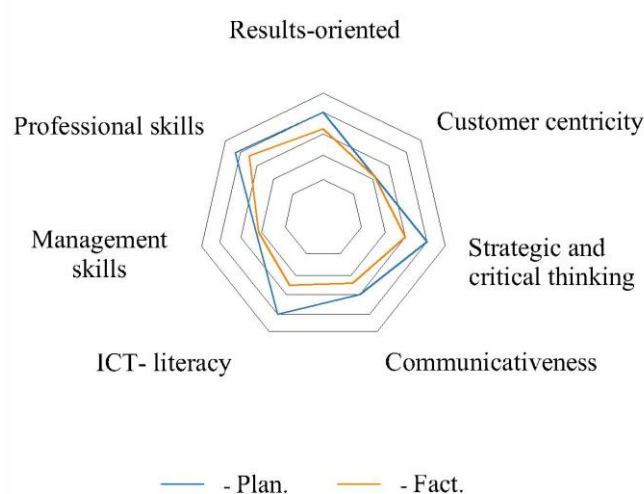 Results-oriented
Professional skills
Customer centricity
Management
skills
Strategic and
critical thinking
ICT- literacy
Communicativeness
- Plan.
- Fact.